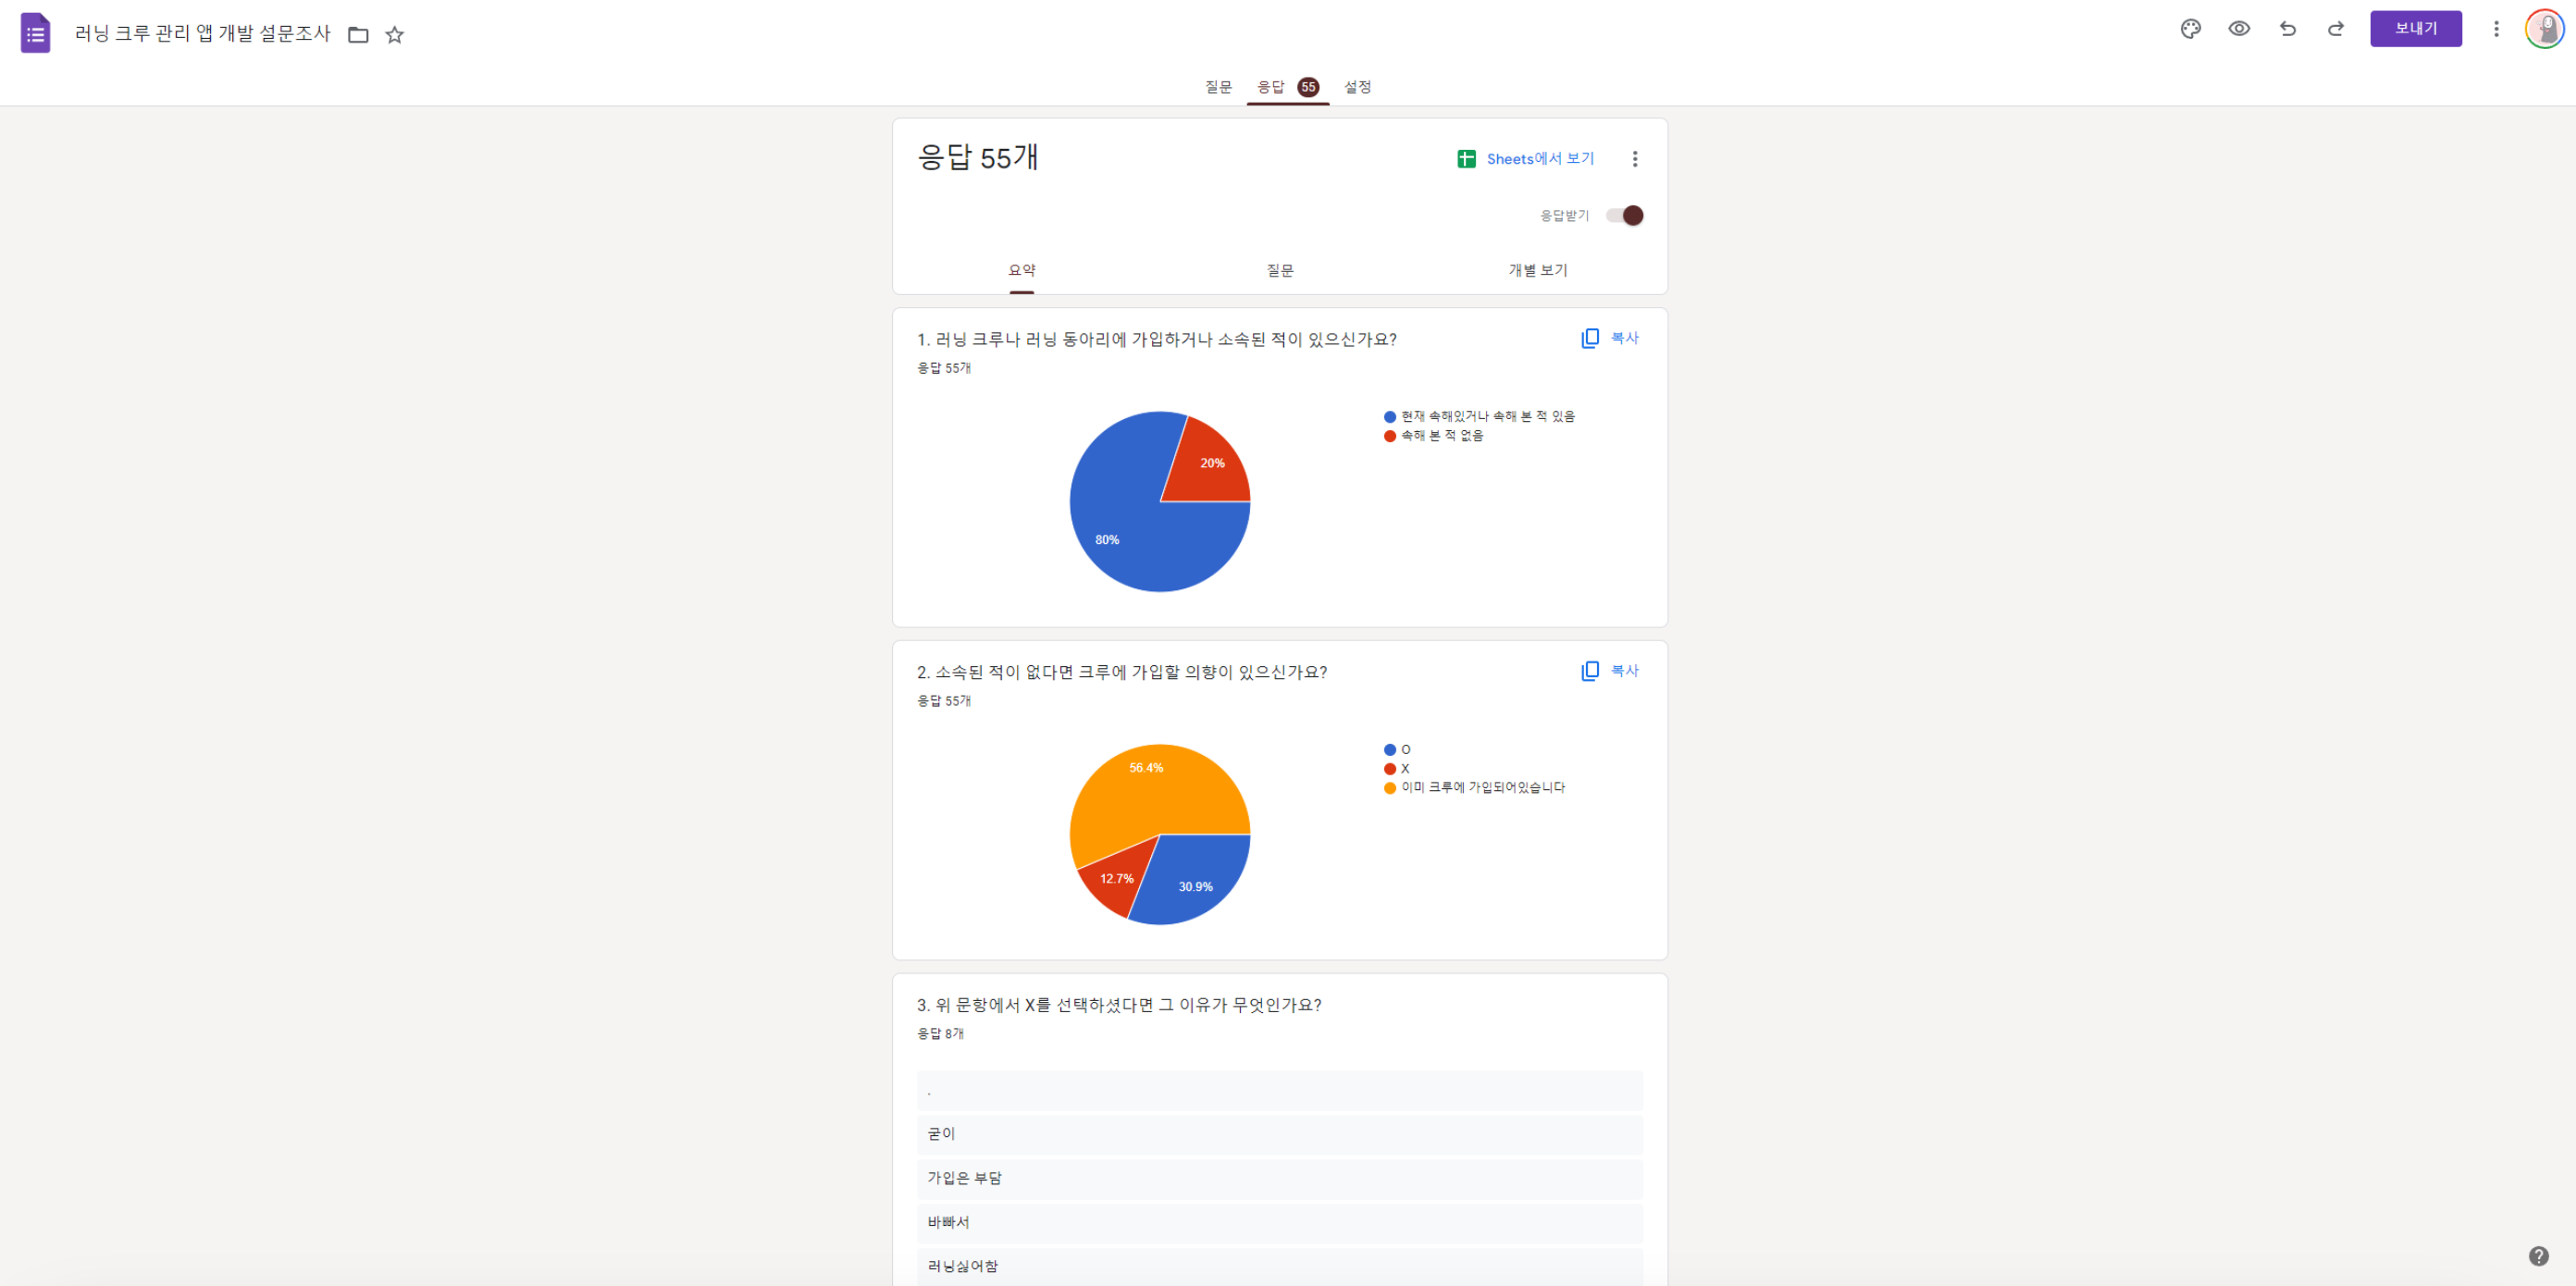 러닝 크루 관리 앱 개발 설문조사
보내기
질문 응답 55 설정
응답 55개
Sheets에서 보기
응답받기
요약 질문 개별 보기
1. 러닝 크루나 러닝 동아리에 가입하거나 소속된 적이 있으신가요?
복사
응답 55개
현재 속해있거나 속해 본 적 있음
속해 본 적 없음
20%
80%
2. 소속된 적이 없다면 크루에 가입할 의향이 있으신가요?
복사
응답 55개
O
X
이미 크루에 가입되어있습니다
56.4%
12.7%
30.9%
3. 위 문항에서 X를 선택하셨다면 그 이유가 무엇인가요?
응답 8개
.
굳이
가입은 부담
바빠서
러닝싫어함